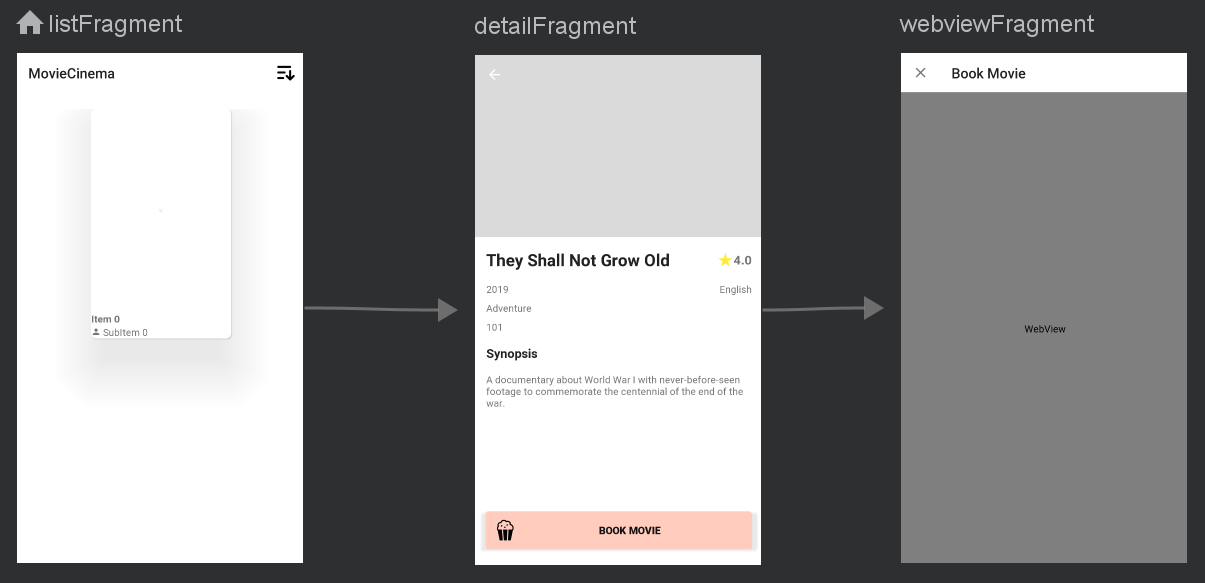 listFragment
MovieCinema
Item 0
SubItem 0
detailFragment
They Shall Not Grow Old
4.0
2019
English
Adventure
101
Synopsis
A documentary about World War I with never-before-seen
footage to commemorate the centennial of the end of the
war.
BOOK MOVIE
webviewFragment
Book Movie
WebView